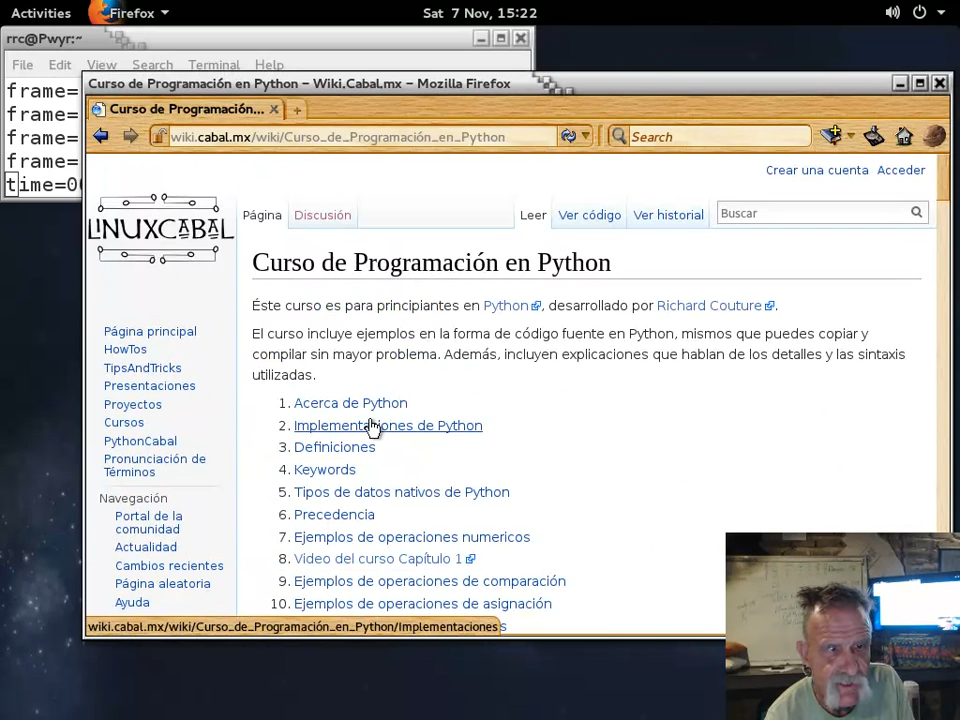 Activities Firefox Sat 7 Nov, 15:22
rrc@Pwyr:~
File Edit View Search Terminal Help
frame=
frame=
frame=
frame=
time=0
Curso de Programación en Python – Wiki.Cabal.mx – Mozilla Firefox
Curso de Programación...
wiki.cabal.mx/wiki/Curso_de_Programación_en_Python Search
Crear una cuenta Acceder
LINUXCABAL
Página Discusión Leer Ver código Ver historial Buscar
Curso de Programación en Python
Éste curso es para principiantes en Python, desarrollado por Richard Couture.
El curso incluye ejemplos en la forma de código fuente en Python, mismos que puedes copiar y
compilar sin mayor problema. Además, incluyen explicaciones que hablan de los detalles y las sintaxis
utilizadas.
1. Acerca de Python
2. Implementaciones de Python
3. Definiciones
4. Keywords
5. Tipos de datos nativos de Python
6. Precedencia
7. Ejemplos de operaciones numericos
8. Video del curso Capítulo 1
9. Ejemplos de operaciones de comparación
10. Ejemplos de operaciones de asignación
Página principal
HowTos
TipsAndTricks
Presentaciones
Proyectos
Cursos
PythonCabal
Pronunciación de
Términos
Navegación
Portal de la
comunidad
Actualidad
Cambios recientes
Página aleatoria
Ayuda
wiki.cabal.mx/wiki/Curso_de_Programación_en_Python/Implementaciones